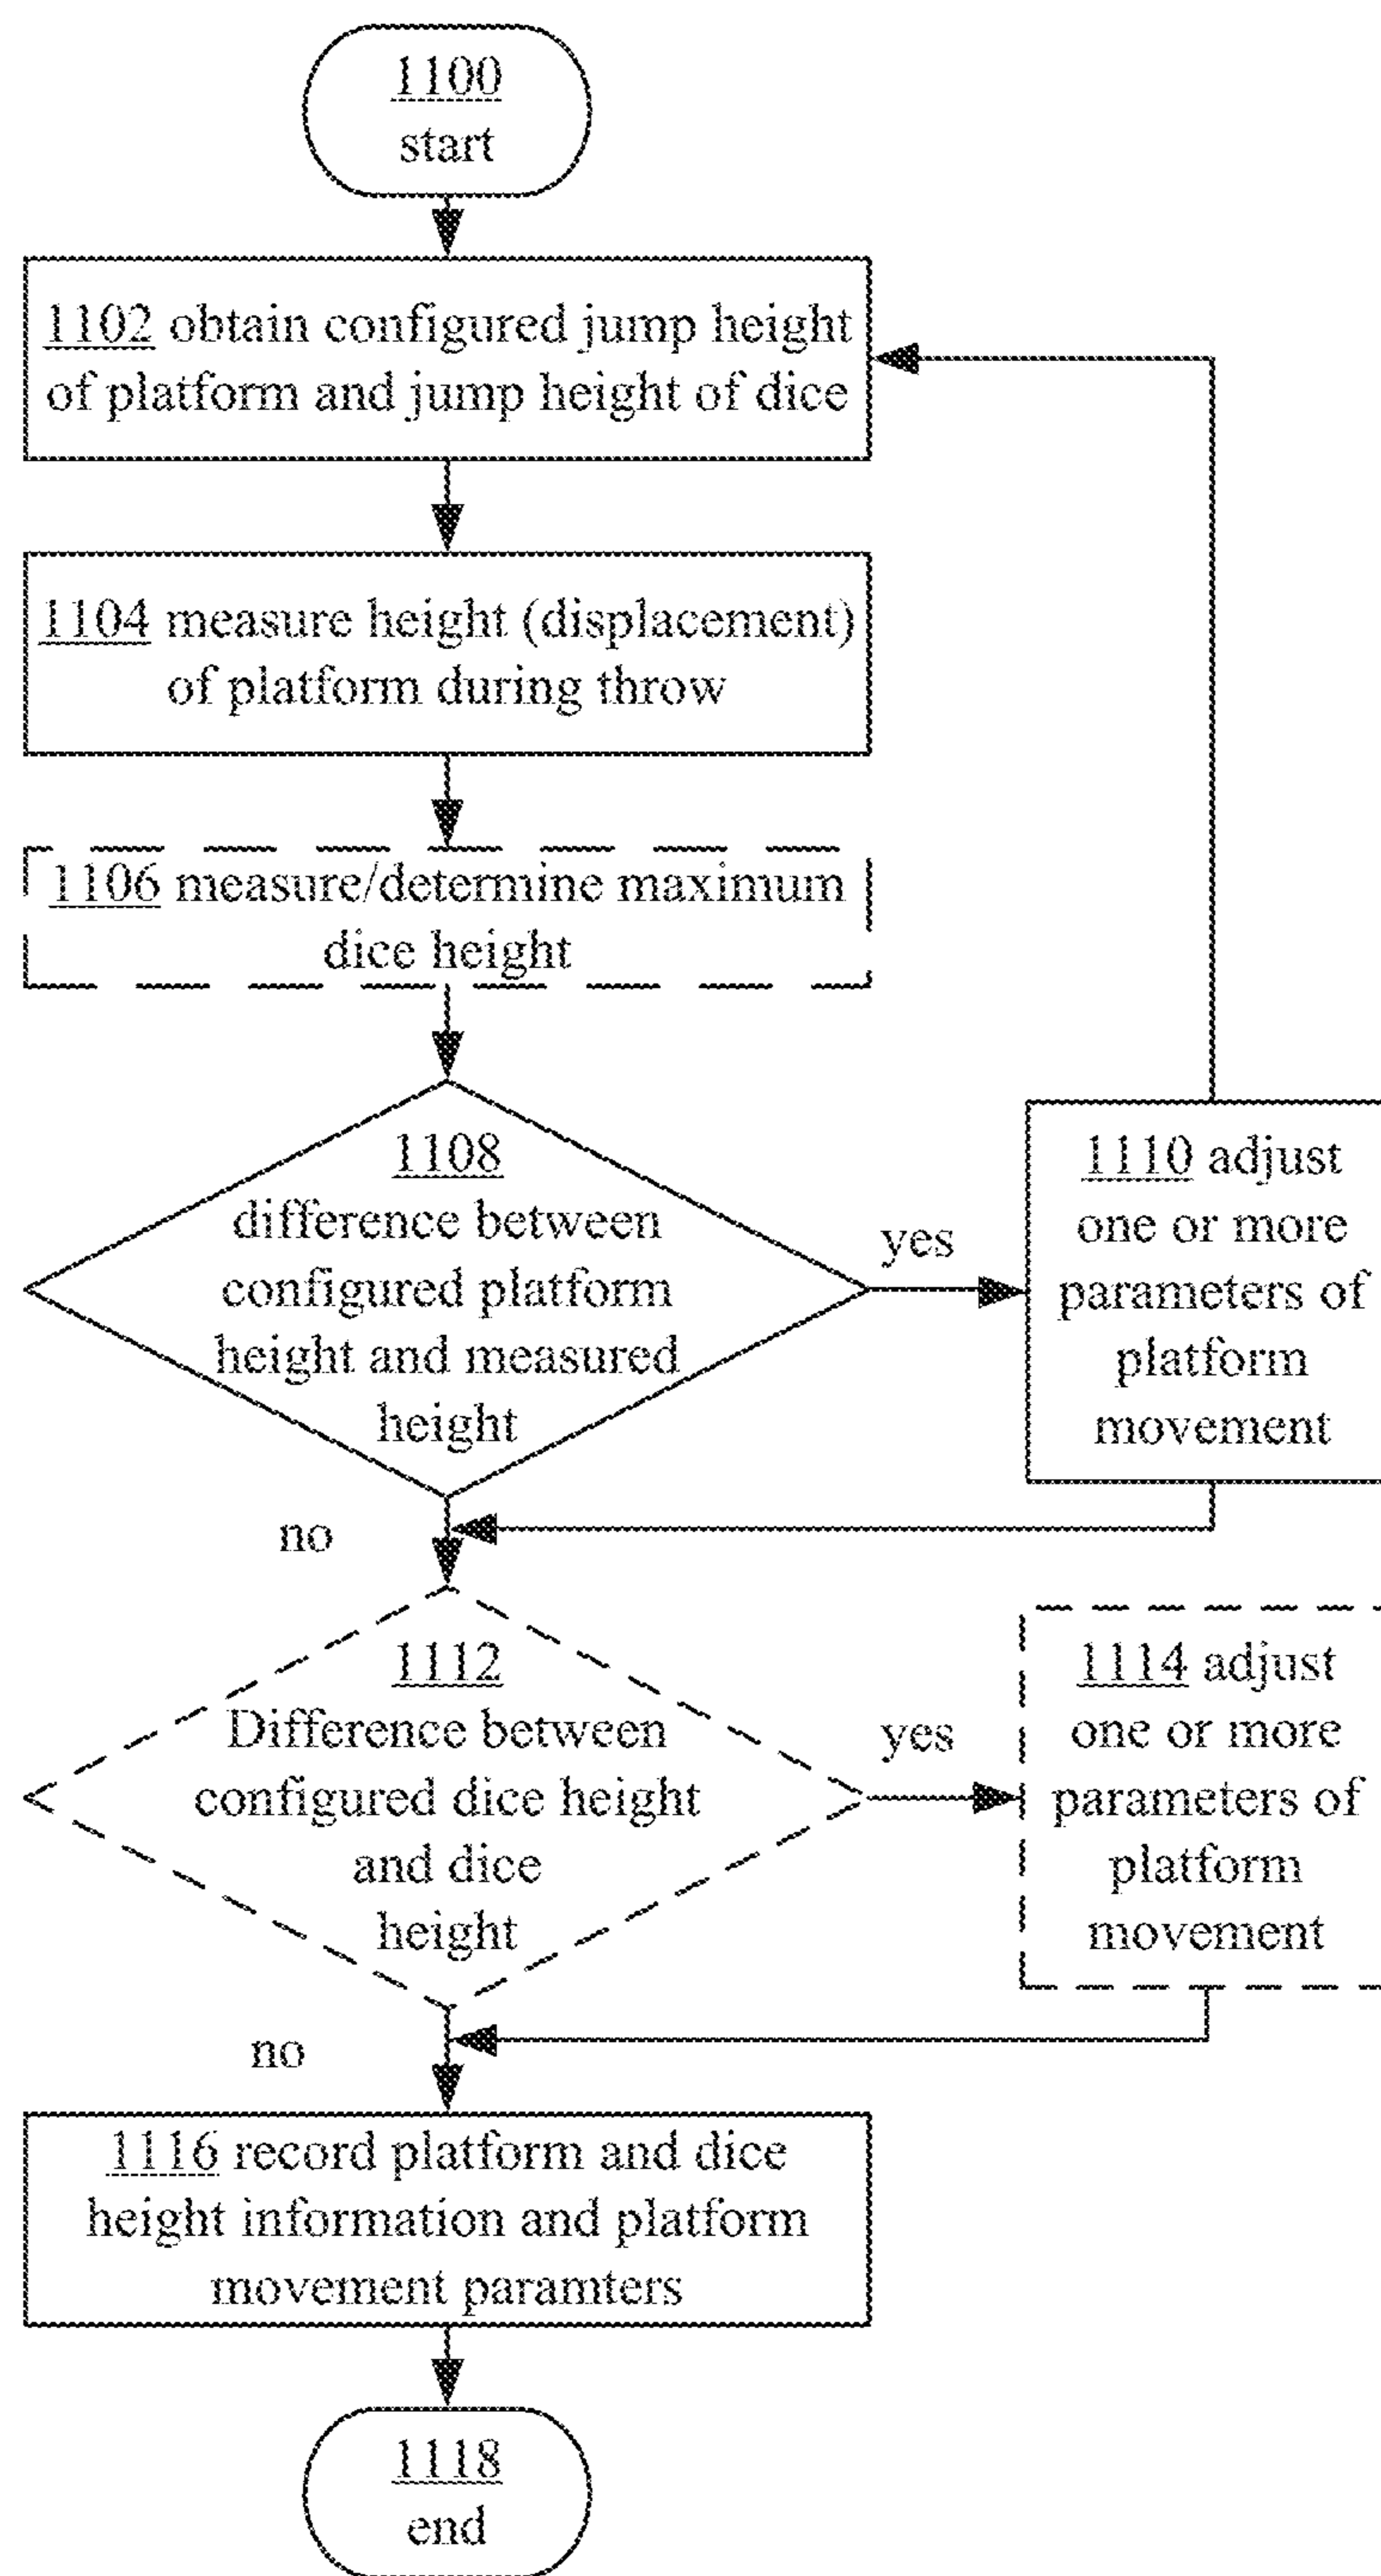 1100
start
1102 obtain configured jump height
of platform and jump height of dice
1104 measure height (displacement)
of platform during throw
1106 measure/determine maximum
dice height
1108
difference between
configured platform
height and measured
height
yes
1110 adjust
one or more
parameters of
platform
movement
no
1112
Difference between
configured dice height
and dice
height
yes
1114 adjust
one or more
parameters of
platform
movement
no
1116 record platform and dice
height information and platform
movement paramters
1118
end